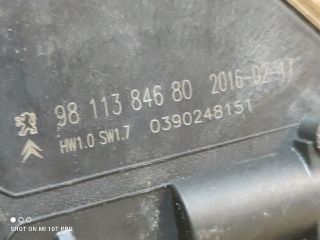 98 113 846 80 2016-02-17
HW1.0 SW1.7 0390248151
SHOT ON MI 10T PRO